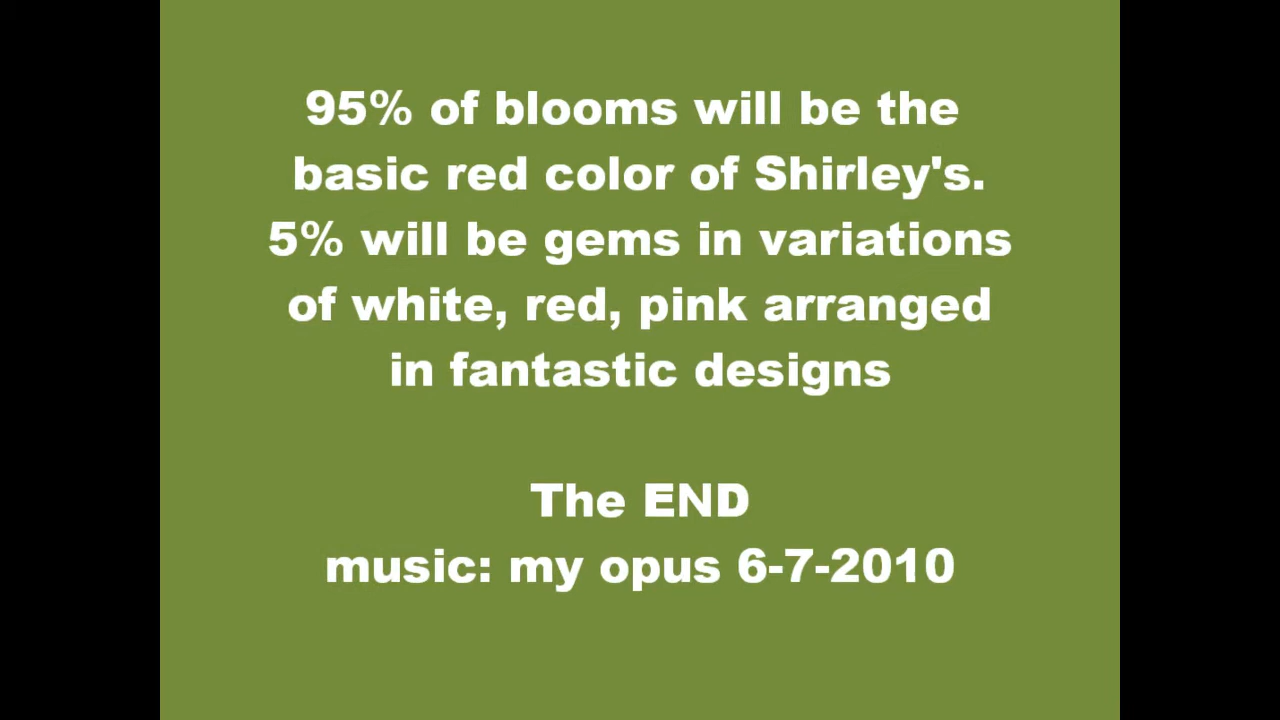 95% of blooms will be the
basic red color of Shirley's.
5% will be gems in variations
of white, red, pink arranged
in fantastic designs
The END
music: my opus 6-7-2010